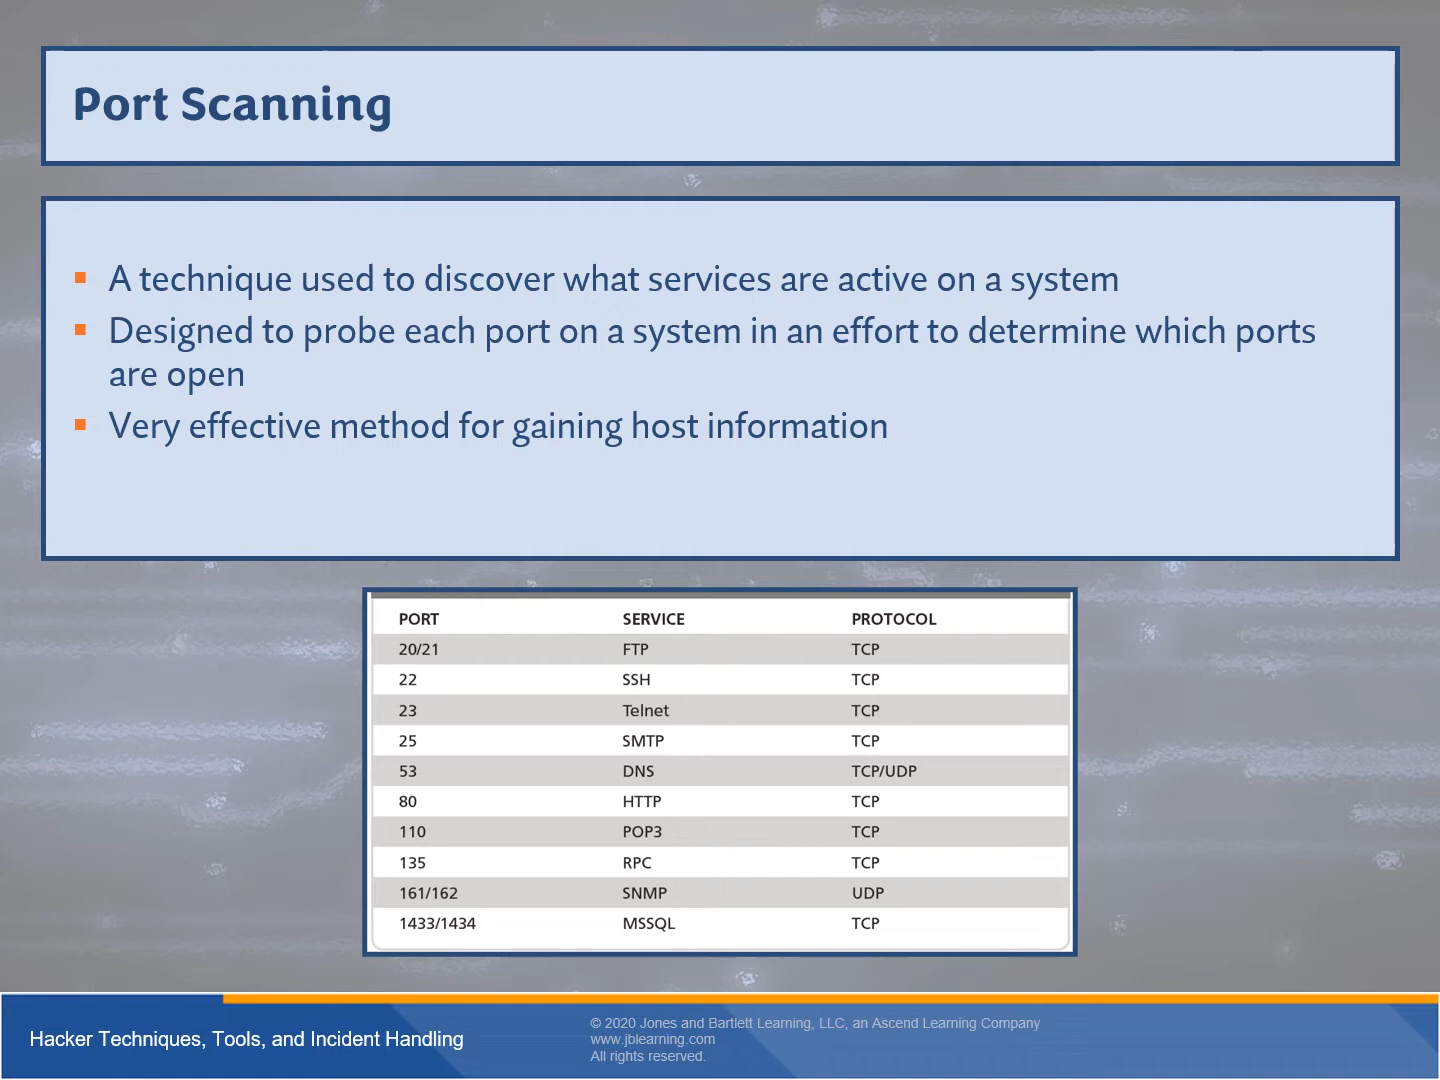 Port Scanning
A technique used to discover what services are active on a system
Designed to probe each port on a system in an effort to determine which ports
are open
Very effective method for gaining host information
PORT SERVICE PROTOCOL
20/21 FTP TCP
22 SSH TCP
23 Telnet TCP
25 SMTP TCP
53 DNS TCP/UDP
80 HTTP TCP
110 POP3 TCP
135 RPC TCP
161/162 SNMP UDP
1433/1434 MSSQL TCP
Hacker Techniques, Tools, and Incident Handling
© 2020 Jones and Bartlett Learning, LLC, an Ascend Learning Company
www.jblearning.com
All rights reserved.